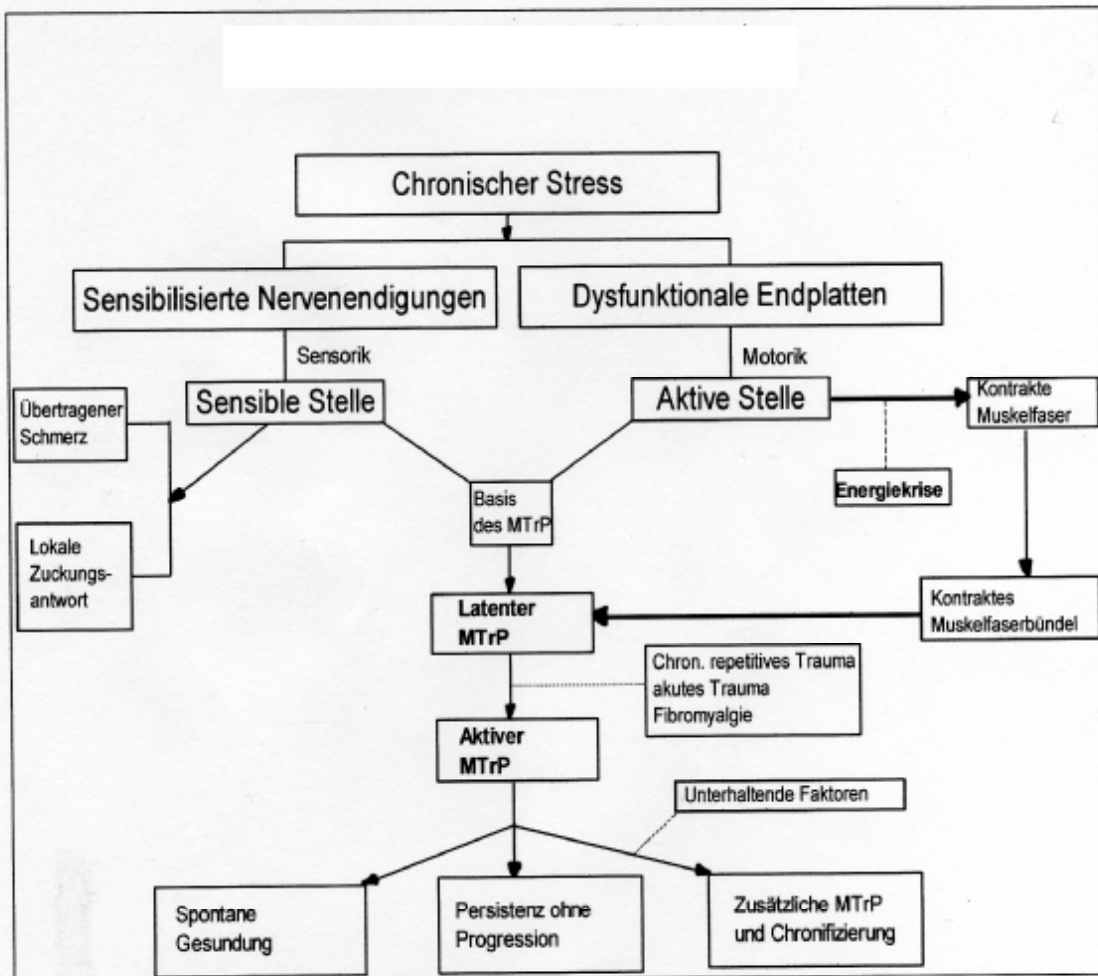 Chronischer Stress
Sensibilisierte Nervenendigungen
Dysfunktionale Endplatten
Sensorik
Motorik
Übertragener
Schmerz
Sensible Stelle
Aktive Stelle
Kontrakte
Muskelfaser
Energiekrise
Basis
des MTrP
Lokale
Zuckungs-
antwort
Latenter
MTrP
Kontraktes
Muskelfaserbündel
Chron. repetitives Trauma
akutes Trauma
Fibromyalgie
Aktiver
MTrP
Unterhaltende Faktoren
Spontane
Gesundung
Persistenz ohne
Progression
Zusätzliche MTrP
und Chronifizierung